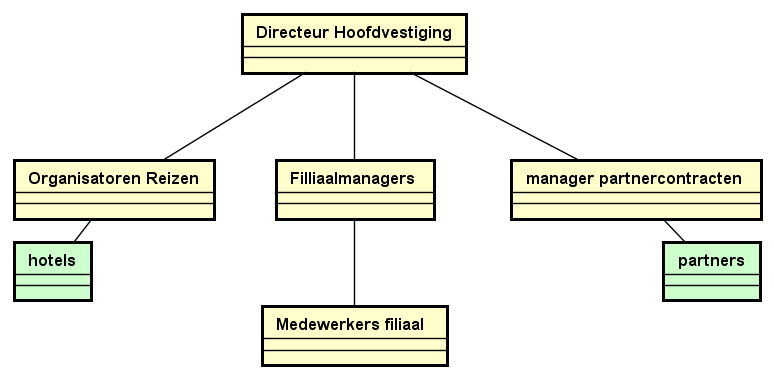 Directeur Hoofdvestiging
Organisatoren Reizen
Filliaalmanagers
manager partnercontracten
hotels
partners
Medewerkers filiaal